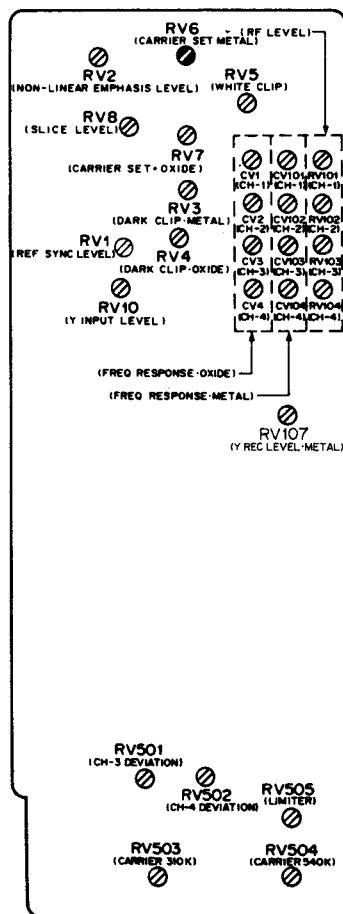 RV6
(CARRIER SET METAL)
(RF LEVEL)
RV2
(NON-LINEAR EMPHASIS LEVEL)
RV5
(WHITE CLIP)
RV8
(SLICE LEVEL)
RV7
(CARRIER SET-OXIDE)
CV1
(CH-1)
CV101
(CH-1)
RV101
(CH-1)
CV2
(CH-2)
CV102
(CH-2)
RV102
(CH-2)
CV3
(CH-3)
CV103
(CH-3)
RV103
(CH-3)
CV4
(CH-4)
CV104
(CH-4)
RV104
(CH-4)
RV3
(DARK CLIP-METAL)
RV1
(REF SYNC LEVEL)
RV4
(DARK CLIP-OXIDE)
RV10
(Y INPUT LEVEL)
(FREQ RESPONSE-OXIDE)
(FREQ RESPONSE-METAL)
RV107
(Y REC LEVEL-METAL)
RV501
(CH-3 DEVIATION)
RV502
(CH-4 DEVIATION)
RV505
(LIMITER)
RV503
(CARRIER 310K)
RV504
(CARRIER 540K)